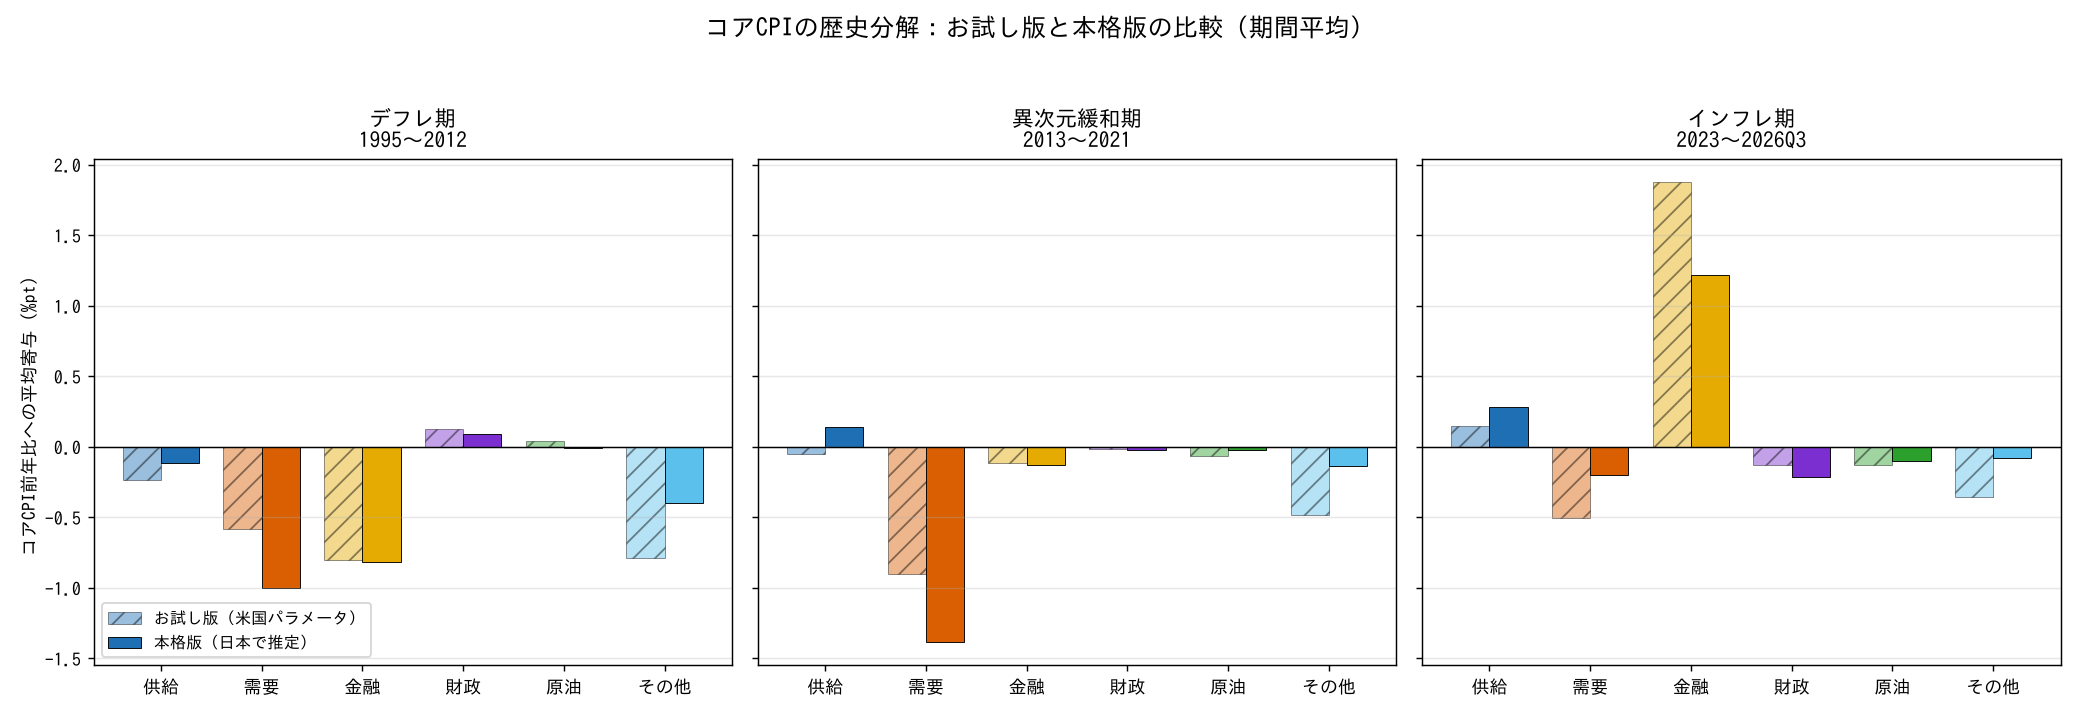 コアCPIの歴史分解：お試し版と本格版の比較（期間平均）
デフレ期
1995～2012
異次元緩和期
2013～2021
インフレ期
2023～2026Q3
コアCPI前年比への平均寄与（%pt）
2.0
1.5
1.0
0.5
0.0
−0.5
−1.0
−1.5
お試し版（米国パラメータ）
本格版（日本で推定）
供給 需要 金融 財政 原油 その他
供給 需要 金融 財政 原油 その他
供給 需要 金融 財政 原油 その他